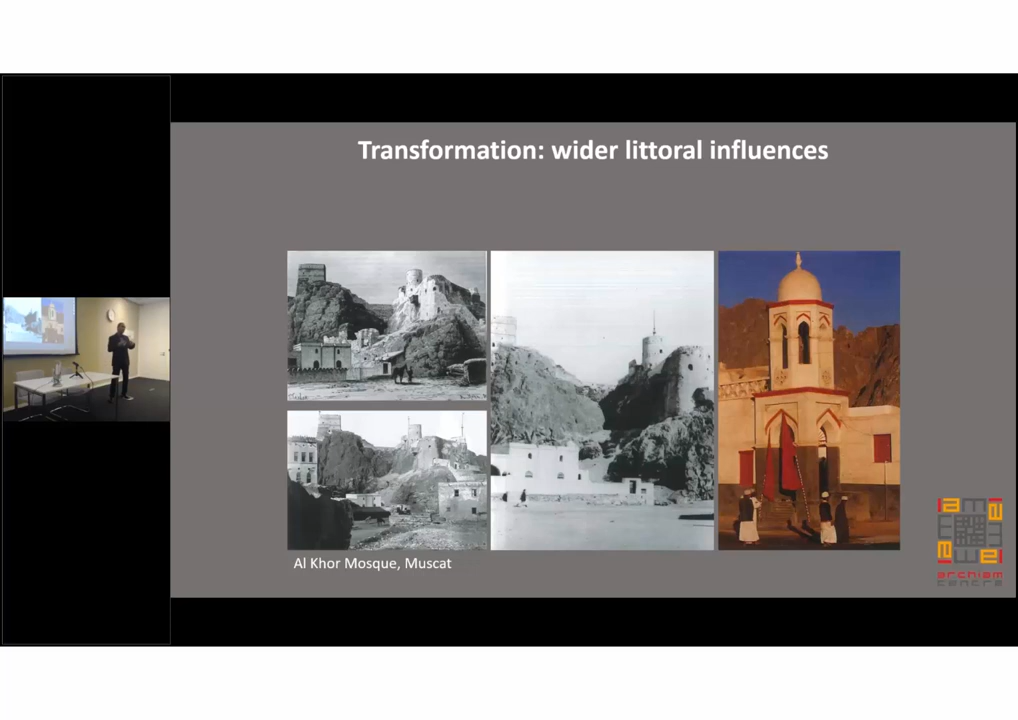 Transformation: wider littoral influences
Al Khor Mosque, Muscat
archiam
centre